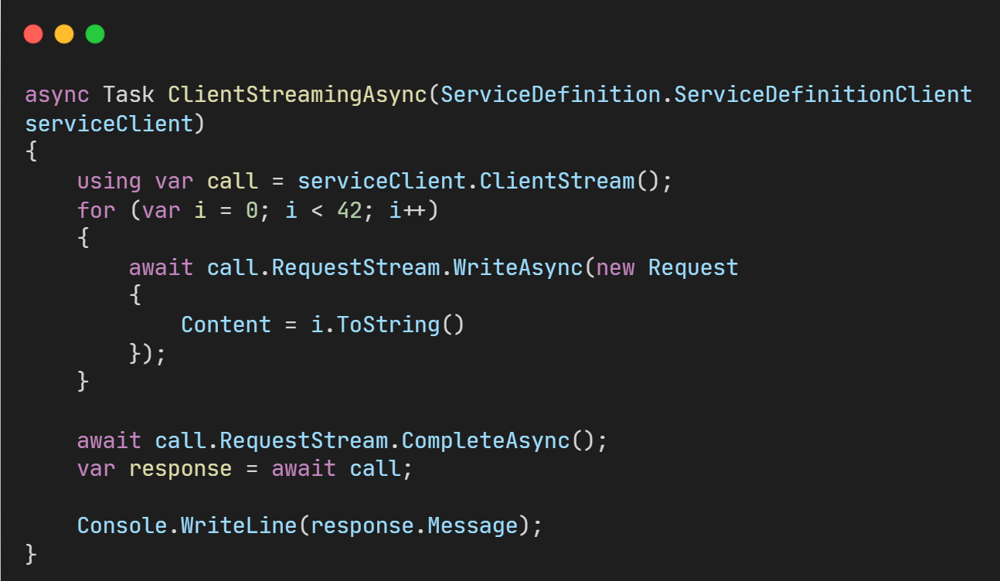 async Task ClientStreamingAsync(ServiceDefinition.ServiceDefinitionClient
serviceClient)
{
    using var call = serviceClient.ClientStream();
    for (var i = 0; i < 42; i++)
    {
        await call.RequestStream.WriteAsync(new Request
        {
            Content = i.ToString()
        });
    }

    await call.RequestStream.CompleteAsync();
    var response = await call;

    Console.WriteLine(response.Message);
}